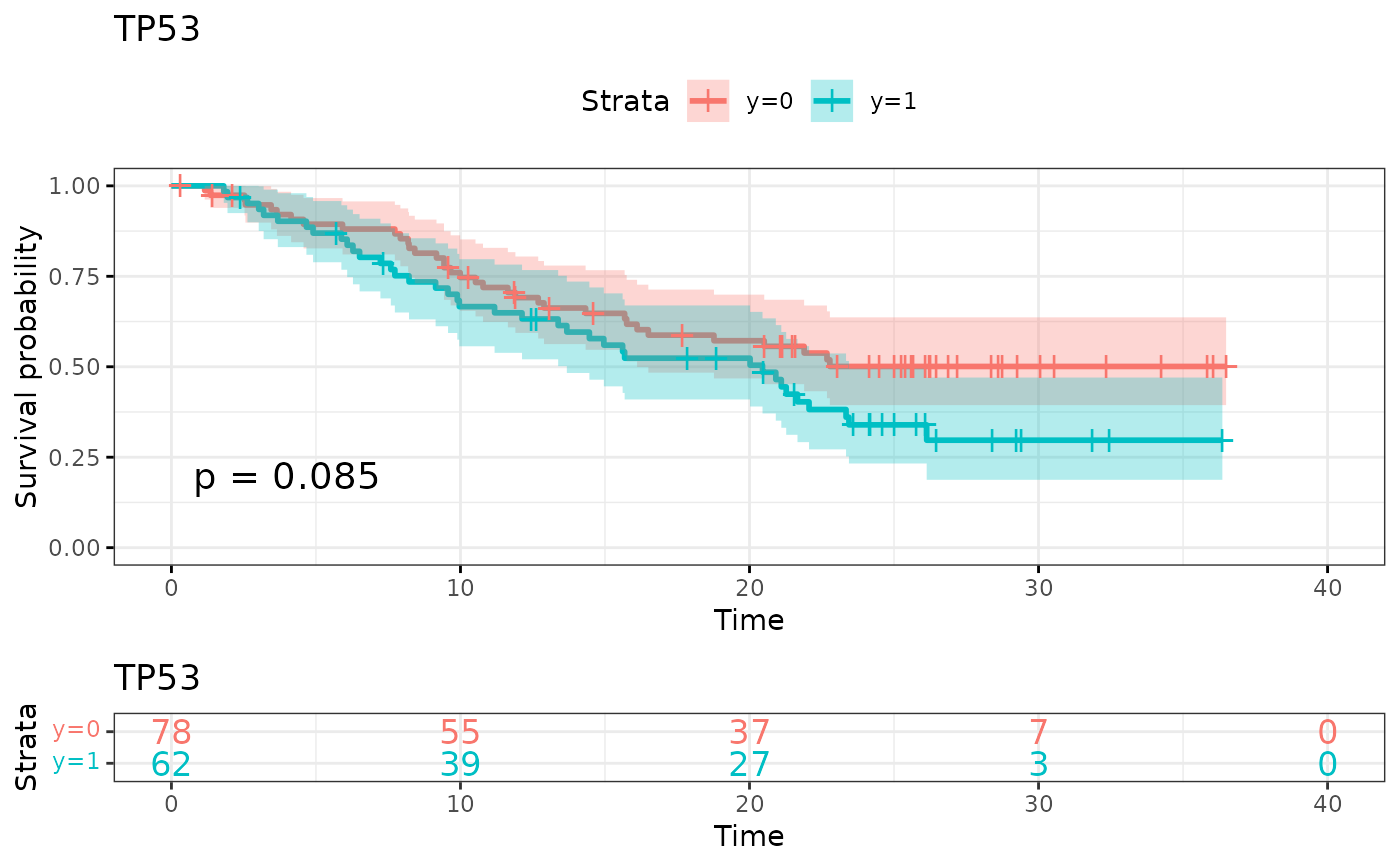 TP53
Strata y=0 y=1
Survival probability
1.00
0.75
0.50
0.25
0.00
p = 0.085
0 10 20 30 40
Time
TP53
Strata
y=0 78 55 37 7 0
y=1 62 39 27 3 0
0 10 20 30 40
Time